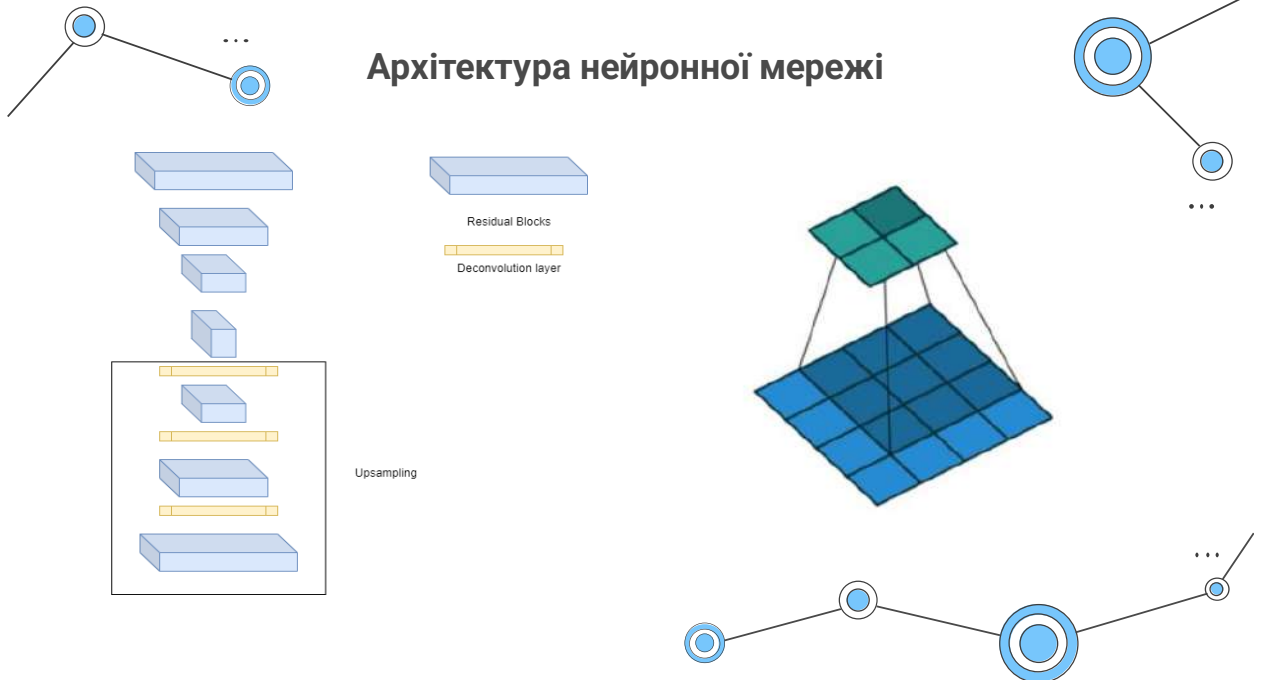 Архітектура нейронної мережі
Residual Blocks
Deconvolution layer
Upsampling